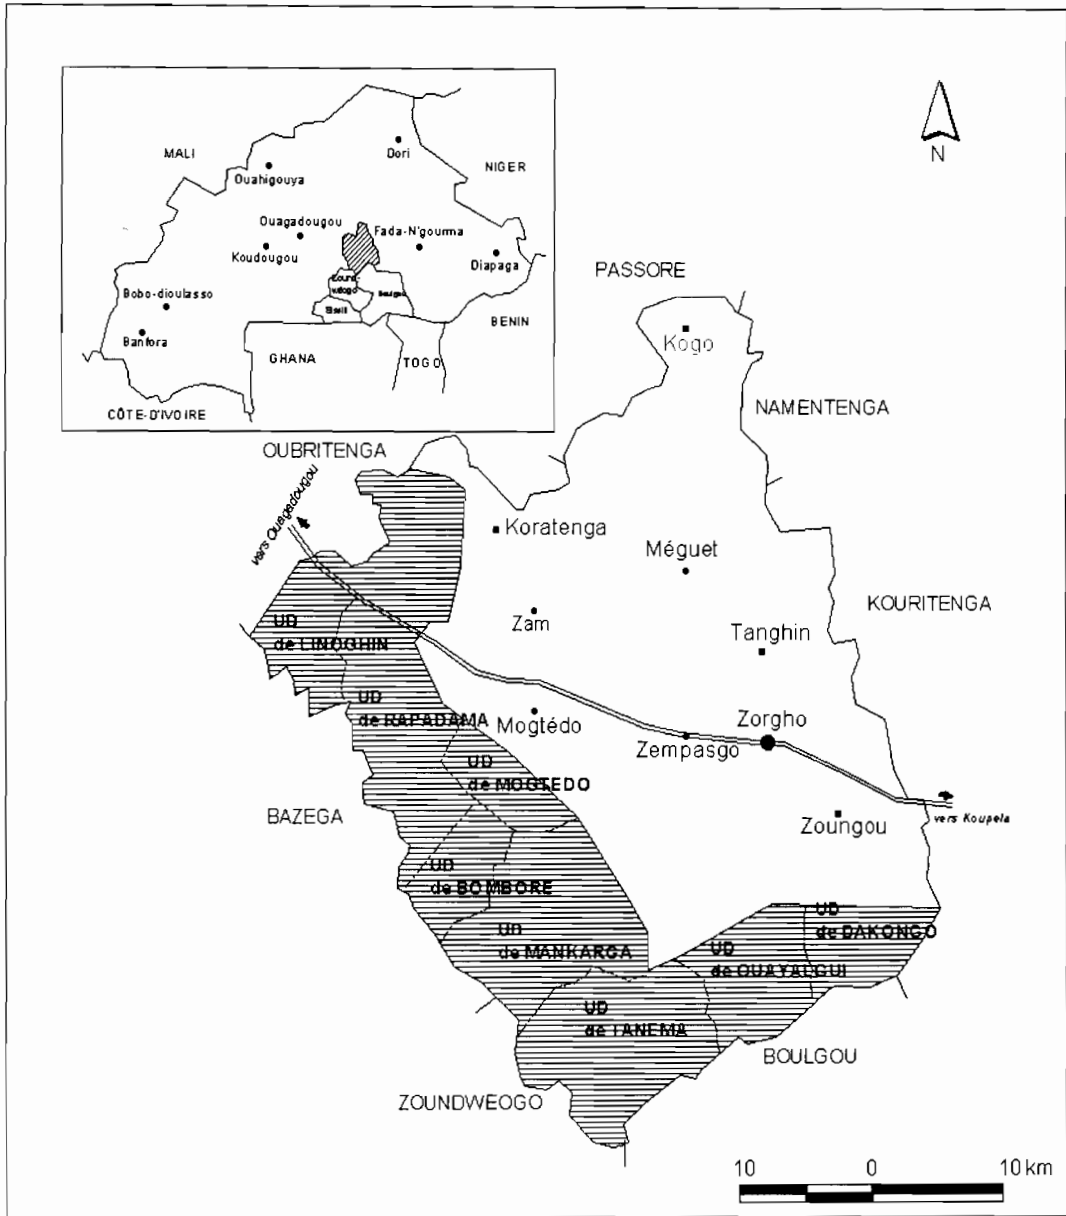 N
MALI
Dori
NIGER
Ouahigouya
Ouagadougou
Fada-N'gourma
Koudougou
Diapaga
Bobo-dioulasso
Banfora
BENIN
GHANA
TOGO
CÔTE-D'IVOIRE
PASSORE
Kogo
NAMENTENGA
OUBRITENGA
vers Ouagadougou
Koratenga
Méguet
KOURITENGA
Zam
Tanghin
UD
de LINOGHIN
UD
de RAPADAMA
Mogtédo
Zorgho
Zempasgo
UD
de MOGTEDO
BAZEGA
Zoungou
vers Koupela
UD
de BOMBORE
UD
de MANKARGA
UD
de DAKONGO
UD
de OUAYALGUI
UD
de TANEMA
BOULGOU
ZOUNDWEOGO
10 0 10 km